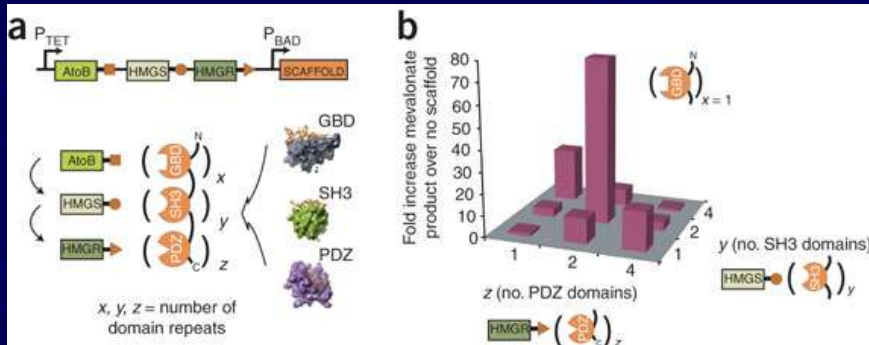 a
P TET
P BAD
AtoB
HMGS
HMGR
SCAFFOLD
AtoB
HMGS
HMGR
GBD
SH3
PDZ
N
C
x
y
z
GBD
SH3
PDZ
x, y, z = number of
domain repeats
b
Fold increase mevalonate
product over no scaffold
80
70
60
50
40
30
20
10
0
1
2
4
1
2
4
GBD
N
x = 1
z (no. PDZ domains)
HMGR
PDZ
C
z
y (no. SH3 domains)
HMGS
SH3
y